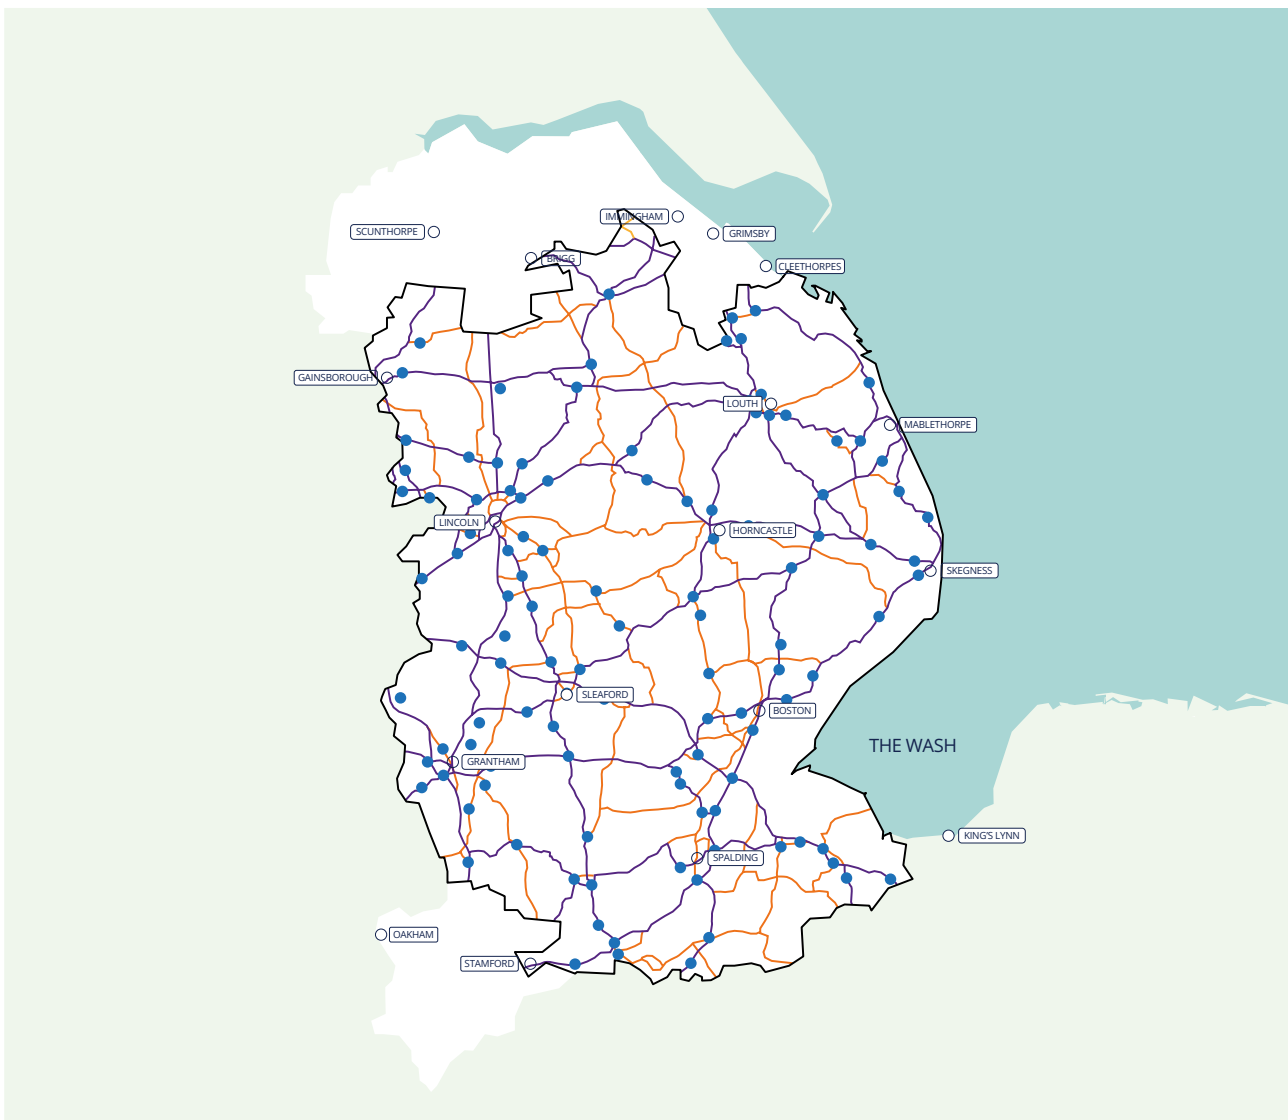 IMMINGHAM
SCUNTHORPE
GRIMSBY
BRIGG
CLEETHORPES
GAINSBOROUGH
LOUTH
MABLETHORPE
LINCOLN
HORNCASTLE
SKEGNESS
SLEAFORD
BOSTON
THE WASH
GRANTHAM
KING'S LYNN
SPALDING
OAKHAM
STAMFORD